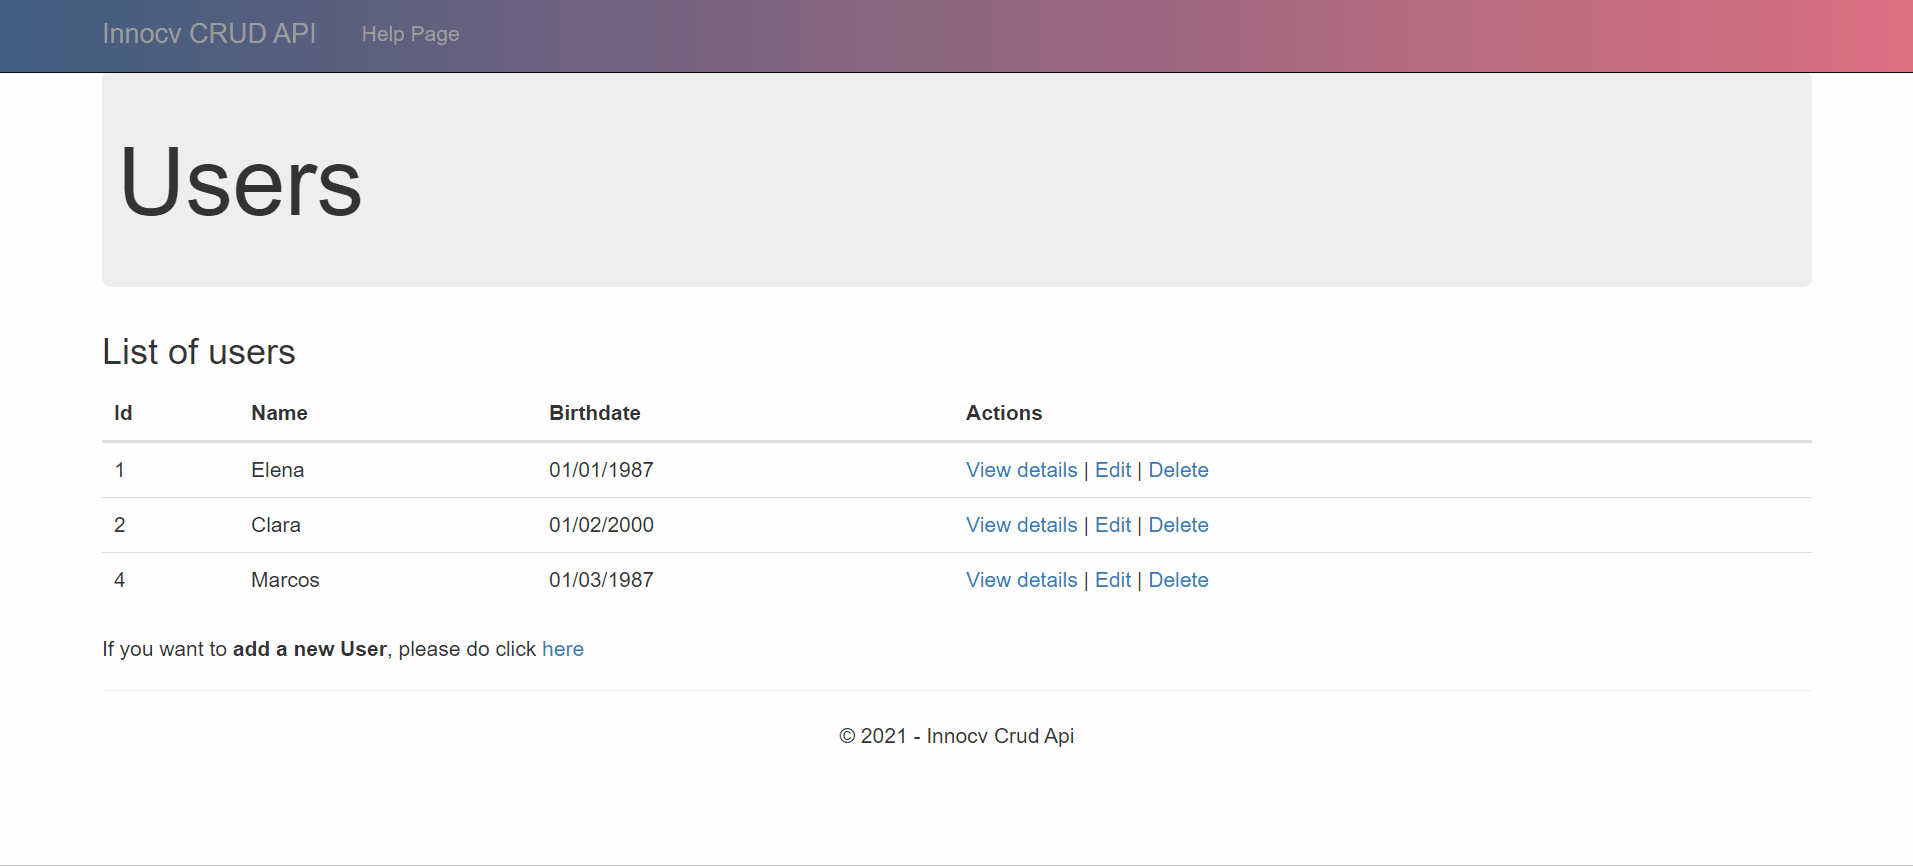 Innocv CRUD API Help Page
Users
List of users
Id Name Birthdate Actions
1 Elena 01/01/1987 View details | Edit | Delete
2 Clara 01/02/2000 View details | Edit | Delete
4 Marcos 01/03/1987 View details | Edit | Delete
If you want to add a new User, please do click here
© 2021 - Innocv Crud Api